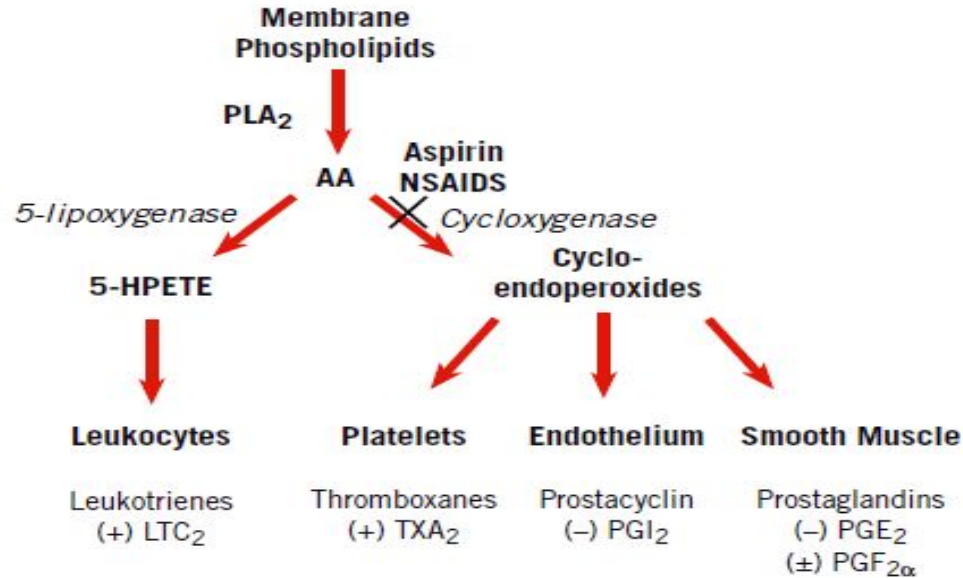 Membrane
Phospholipids
PLA₂
AA
Aspirin
NSAIDS
5-lipoxygenase
Cycloxygenase
5-HPETE
Cyclo-
endoperoxides
Leukocytes
Platelets
Endothelium
Smooth Muscle
Leukotrienes
(+) LTC₂
Thromboxanes
(+) TXA₂
Prostacyclin
(–) PGI₂
Prostaglandins
(–) PGE₂
(±) PGF₂α